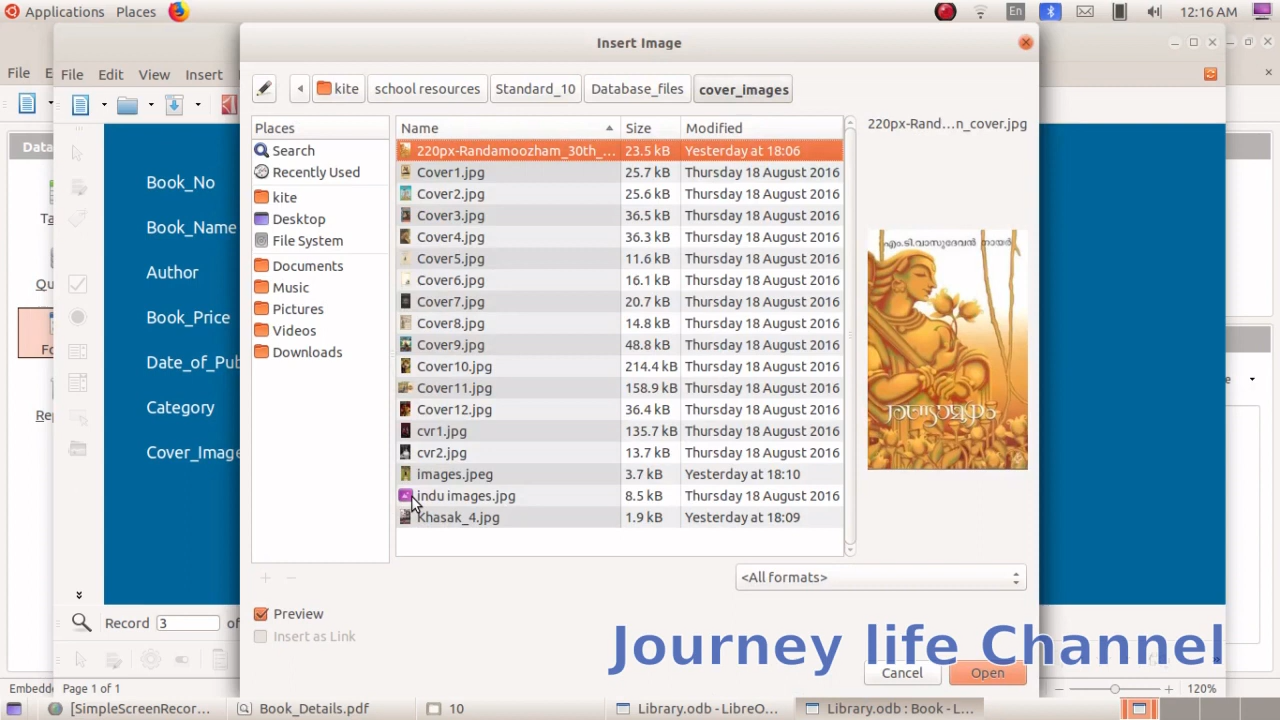 Applications Places En 12:16 AM
Insert Image
File E File Edit View Insert
kite school resources Standard_10 Database_files cover_images
Places Name Size Modified 220px-Rand...n_cover.jpg
Data
Search 220px-Randamoozham_30th_... 23.5 kB Yesterday at 18:06
Recently Used Cover1.jpg 25.7 kB Thursday 18 August 2016
Book_No
kite Cover2.jpg 25.6 kB Thursday 18 August 2016
Ta Desktop Cover3.jpg 36.5 kB Thursday 18 August 2016
Book_Name
File System Cover4.jpg 36.3 kB Thursday 18 August 2016
എം.ടി.വാസുദേവൻ നായർ
Cover5.jpg 11.6 kB Thursday 18 August 2016
Author Documents
Qu Music Cover6.jpg 16.1 kB Thursday 18 August 2016
Pictures Cover7.jpg 20.7 kB Thursday 18 August 2016
Book_Price
Videos Cover8.jpg 14.8 kB Thursday 18 August 2016
Fo Downloads Cover9.jpg 48.8 kB Thursday 18 August 2016
Date_of_Pub Cover10.jpg 214.4 kB Thursday 18 August 2016
Cover11.jpg 158.9 kB Thursday 18 August 2016
Category Cover12.jpg 36.4 kB Thursday 18 August 2016
രണ്ടാമൂഴം
Rep cvr1.jpg 135.7 kB Thursday 18 August 2016
Cover_Image cvr2.jpg 13.7 kB Thursday 18 August 2016
images.jpeg 3.7 kB Yesterday at 18:10
indu images.jpg 8.5 kB Thursday 18 August 2016
Khasak_4.jpg 1.9 kB Yesterday at 18:09
<All formats>
Preview
Record 3 of
Insert as Link
Journey life Channel
Cancel Open
Embedde Page 1 of 1 120%
[SimpleScreenRecor... Book_Details.pdf 10 Library.odb - LibreO... Library.odb : Book - L...